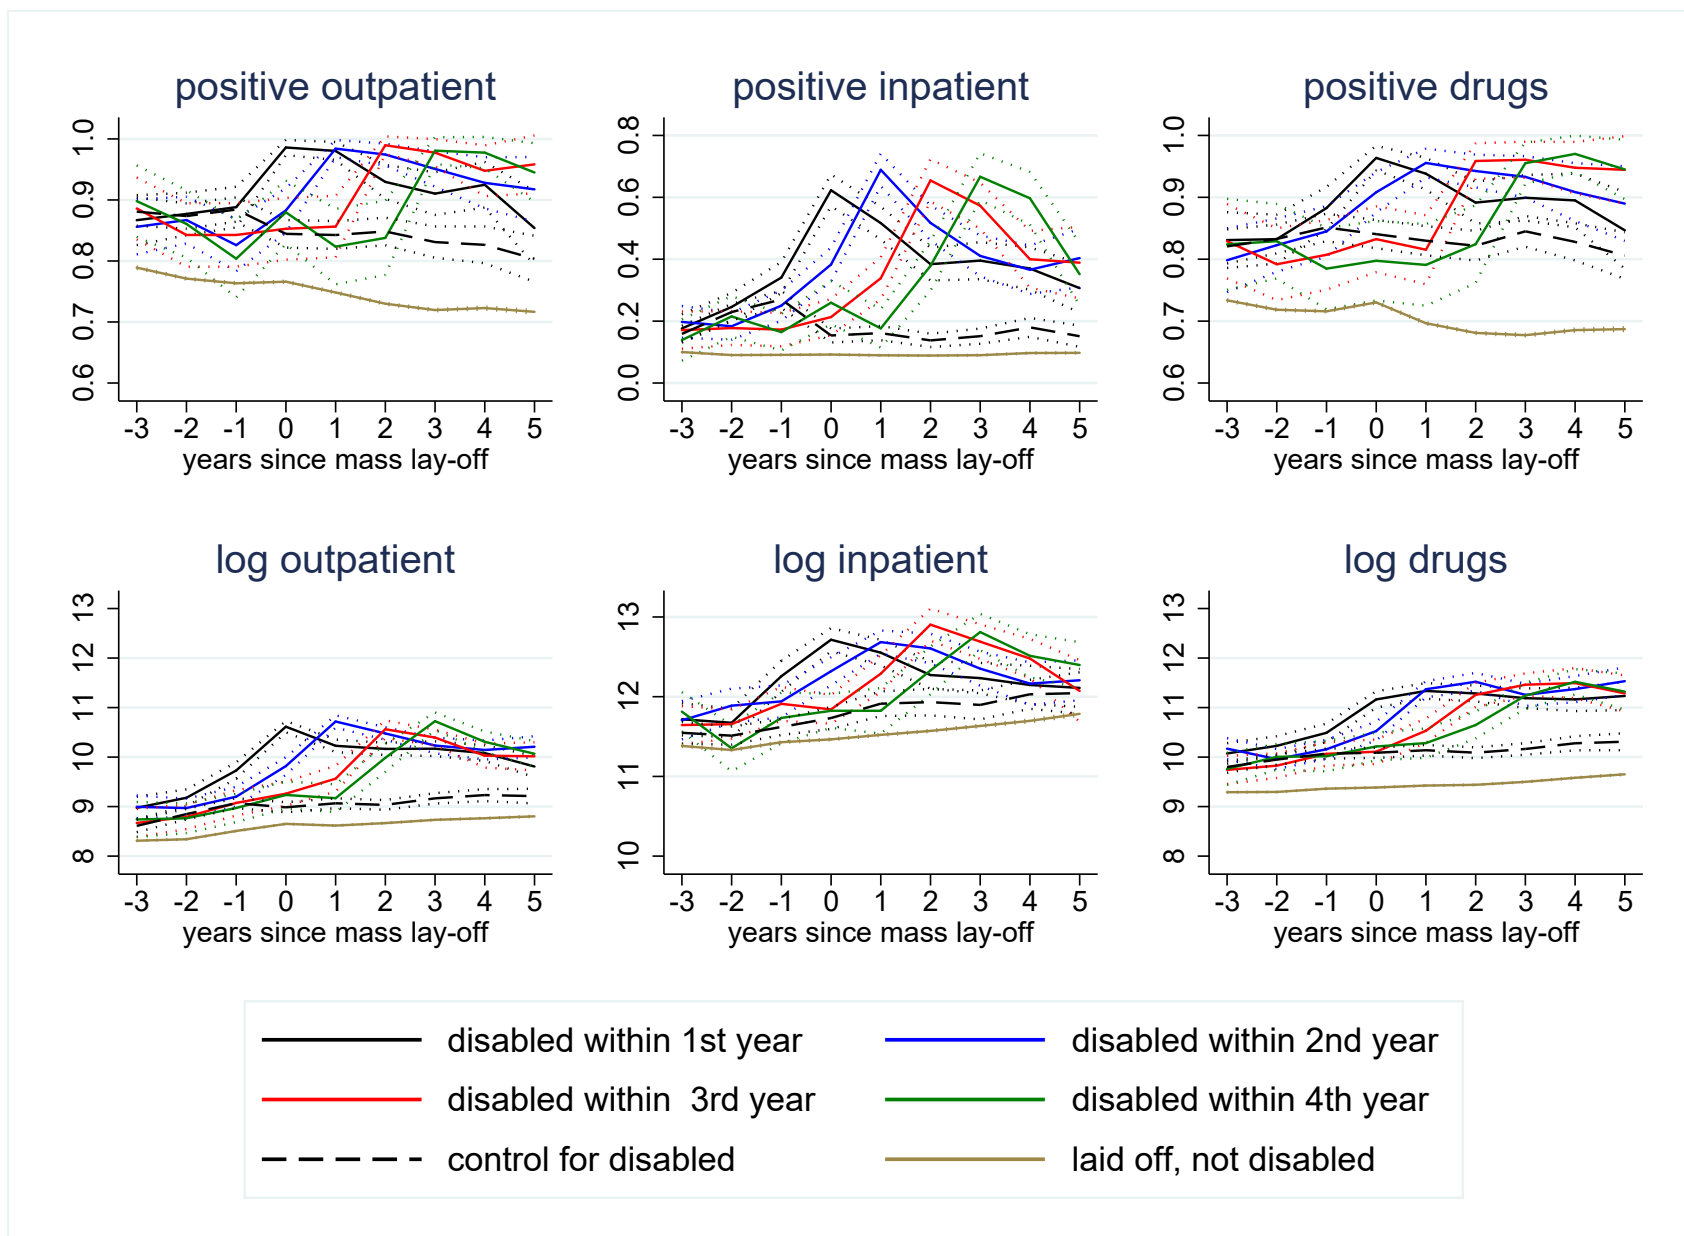 positive outpatient
1.0
0.9
0.8
0.7
0.6
-3 -2 -1 0 1 2 3 4 5
years since mass lay-off
positive inpatient
0.8
0.6
0.4
0.2
0.0
-3 -2 -1 0 1 2 3 4 5
years since mass lay-off
positive drugs
1.0
0.9
0.8
0.7
0.6
-3 -2 -1 0 1 2 3 4 5
years since mass lay-off
log outpatient
13
12
11
10
9
8
-3 -2 -1 0 1 2 3 4 5
years since mass lay-off
log inpatient
13
12
11
10
-3 -2 -1 0 1 2 3 4 5
years since mass lay-off
log drugs
13
12
11
10
9
8
-3 -2 -1 0 1 2 3 4 5
years since mass lay-off
disabled within 1st year
disabled within 2nd year
disabled within  3rd year
disabled within 4th year
control for disabled
laid off, not disabled